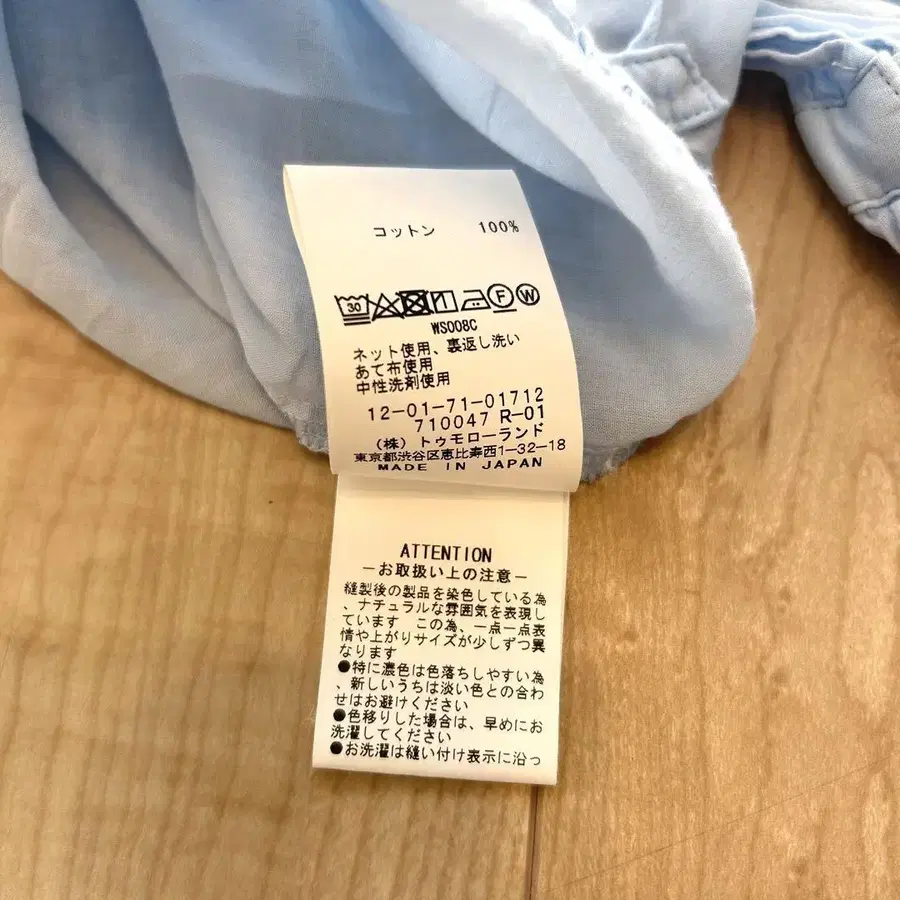 コットン 100%
30 F W
WS008C
ネット使用、裏返し洗い
あて布使用
中性洗剤使用
12-01-71-01712
710047 R-01
(株)トゥモローランド
東京都渋谷区恵比寿西1-32-18
MADE IN JAPAN
ATTENTION
－お取扱い上の注意－
縫製後の製品を染色している為
、ナチュラルな雰囲気を表現し
ています この為、一点一点表
情や上がりサイズが少しずつ異
なります
●特に濃色は色落ちしやすい為
、新しいうちは淡い色との合わ
せはお避けください
●色移りした場合は、早めにお
洗濯してください
●お洗濯は縫い付け表示に沿っ